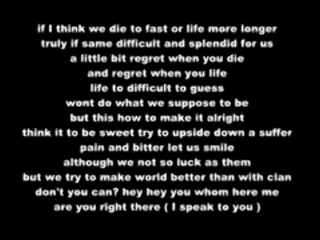 if I think we die to fast or life more longer
truly if same difficult and splendid for us
a little bit regret when you die
and regret when you life
life to difficult to guess
wont do what we suppose to be
but this how to make it alright
think it to be sweet try to upside down a suffer
pain and bitter let us smile
although we not so luck as them
but we try to make world better than with clan
don't you can? hey hey you whom here me
are you right there ( I speak to you )